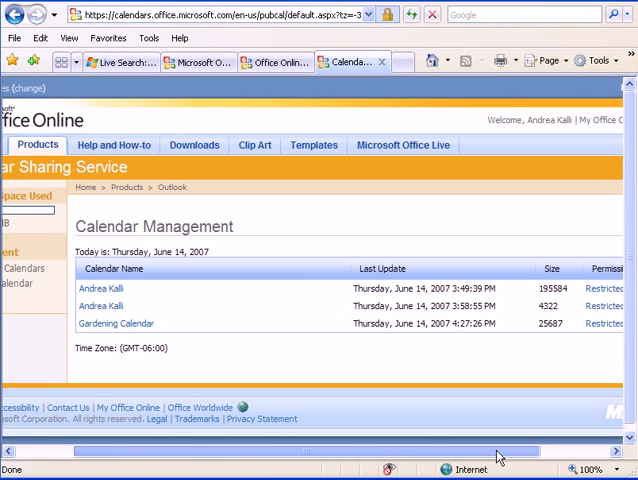 https://calendars.office.microsoft.com/en-us/pubcal/default.aspx?tz=-3
Google
File Edit View Favorites Tools Help
Live Search:... Microsoft O... Office Onlin... Calenda...
Page Tools
es (change)
soft®
ffice Online
Welcome, Andrea Kalli | My Office O
Products Help and How-to Downloads Clip Art Templates Microsoft Office Live
ar Sharing Service
Space Used
Home > Products > Outlook
HB
Calendar Management
Today is: Thursday, June 14, 2007
ent
Calendars
alendar
Calendar Name Last Update Size Permissi
Andrea Kalli Thursday, June 14, 2007 3:49:39 PM 195584 Restricted
Andrea Kalli Thursday, June 14, 2007 3:58:55 PM 4322 Restricted
Gardening Calendar Thursday, June 14, 2007 4:27:26 PM 25687 Restricted
Time Zone: (GMT-06:00)
ccessibility | Contact Us | My Office Online | Office Worldwide
osoft Corporation. All rights reserved. Legal | Trademarks | Privacy Statement
Done Internet 100%